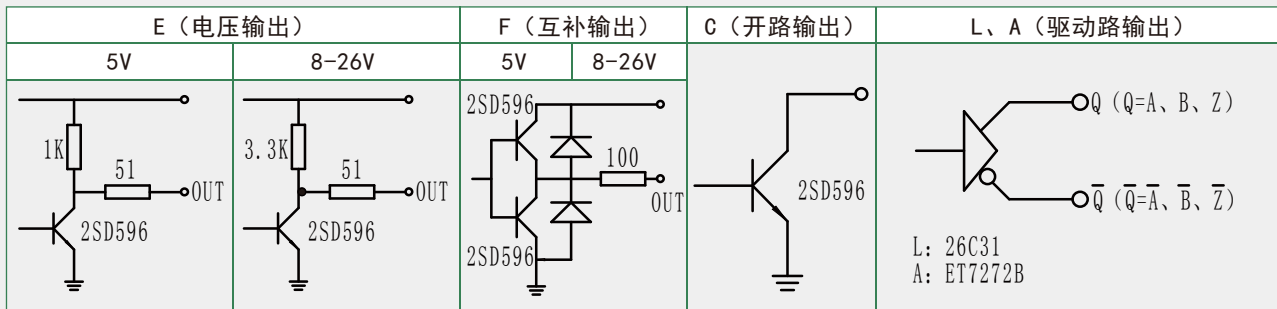 E（电压输出）
F（互补输出）
C（开路输出）
L、A（驱动路输出）
5V
8-26V
5V
8-26V
1K
51
OUT
2SD596
3.3K
51
OUT
2SD596
2SD596
100
OUT
2SD596
2SD596
Q（Q=A、B、Z）
Q̅（Q̅=A̅、B̅、Z̅）
L: 26C31
A: ET7272B